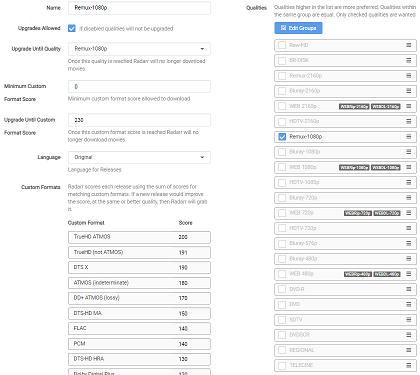 Name
Remux-1080p
Upgrades Allowed
If disabled qualities will not be upgraded
Upgrade Until Quality
Remux-1080p
Once this quality is reached Radarr will no longer download
movies.
Minimum Custom
Format Score
0
Minimum custom format score allowed to download
Upgrade Until Custom
Format Score
230
Once this custom format score is reached Radarr will no
longer download movies.
Language
Original
Language for Releases
Custom Formats
Radarr scores each release using the sum of scores for
matching custom formats. If a new release would improve
the score, at the same or better quality, then Radarr will grab
it.
Custom Format Score
TrueHD ATMOS 200
TrueHD (not ATMOS) 191
DTS X 190
ATMOS (indeterminate) 180
DD+ ATMOS (lossy) 170
DTS-HD MA 150
FLAC 140
PCM 140
DTS-HD HRA 130
Dolby Digital Plus 120
Qualities
Qualities higher in the list are more preferred. Qualities within
the same group are equal. Only checked qualities are wanted
Edit Groups
Raw-HD
BR-DISK
Remux-2160p
Bluray-2160p
WEB 2160p WEBRip-2160p WEBDL-2160p
HDTV-2160p
Remux-1080p
Bluray-1080p
WEB 1080p WEBRip-1080p WEBDL-1080p
HDTV-1080p
Bluray-720p
WEB 720p WEBRip-720p WEBDL-720p
HDTV-720p
Bluray-576p
Bluray-480p
WEB 480p WEBRip-480p WEBDL-480p
DVD-R
DVD
SDTV
DVDSCR
REGIONAL
TELECINE